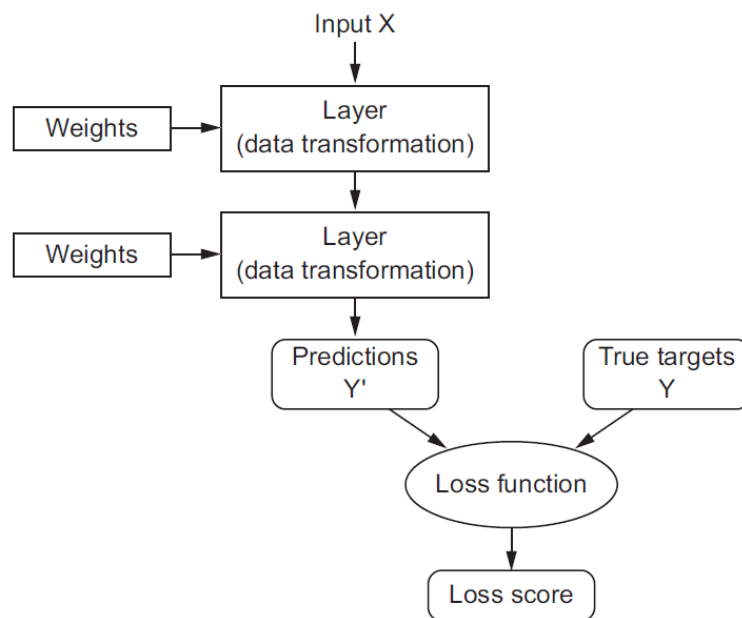 Input X
Layer
(data transformation)
Weights
Layer
(data transformation)
Weights
Predictions
Y'
True targets
Y
Loss function
Loss score